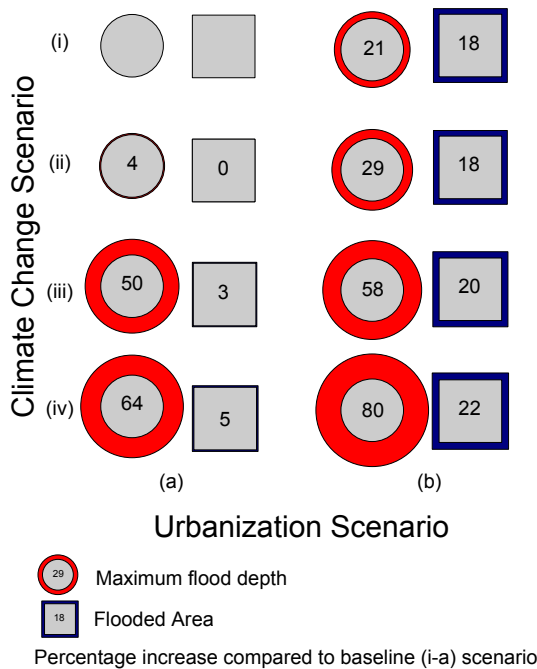 Climate Change Scenario
(i)
21
18
(ii)
4
0
29
18
(iii)
50
3
58
20
(iv)
64
5
80
22
(a)
(b)
Urbanization Scenario
29
Maximum flood depth
18
Flooded Area
Percentage increase compared to baseline (i-a) scenario